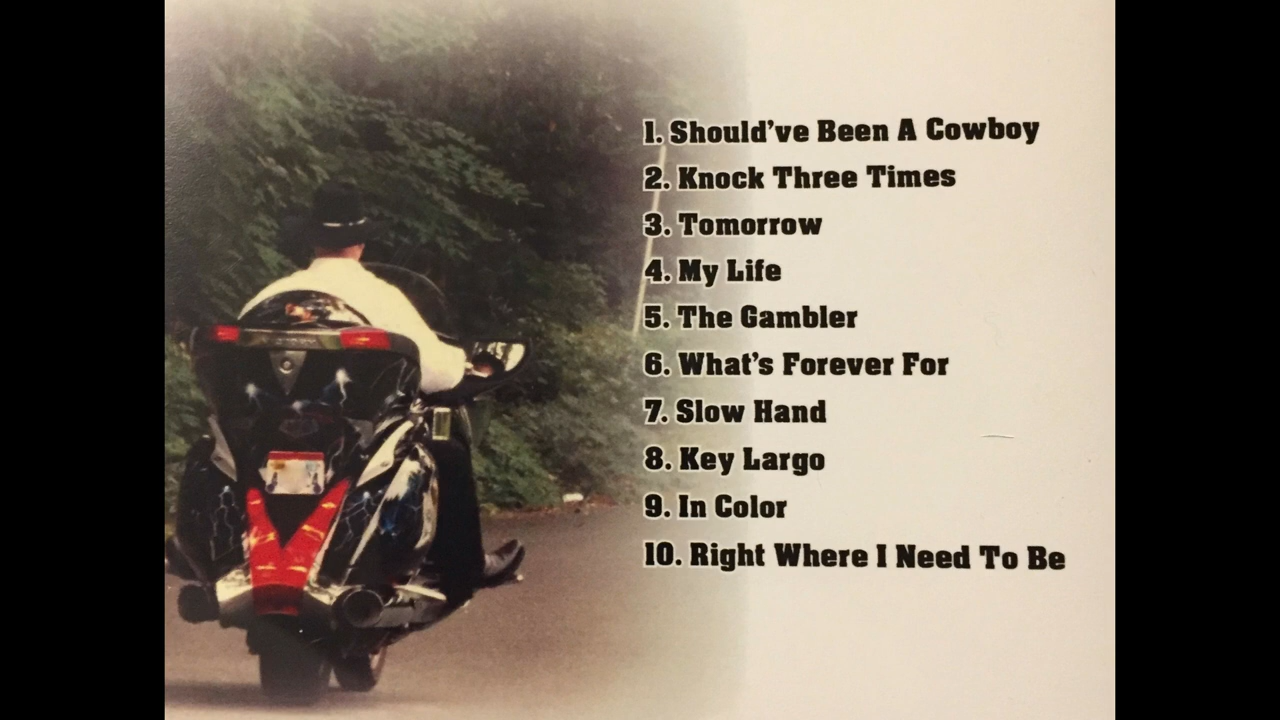 1. Should've Been A Cowboy
2. Knock Three Times
3. Tomorrow
4. My Life
5. The Gambler
6. What's Forever For
7. Slow Hand
8. Key Largo
9. In Color
10. Right Where I Need To Be